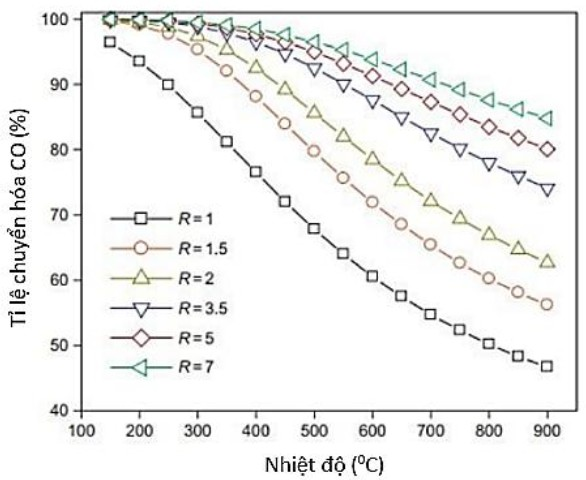 Tỉ lệ chuyển hóa CO (%)
100
90
80
70
60
50
40
R=1
R=1.5
R=2
R=3.5
R=5
R=7
100 200 300 400 500 600 700 800 900
Nhiệt độ (⁰C)